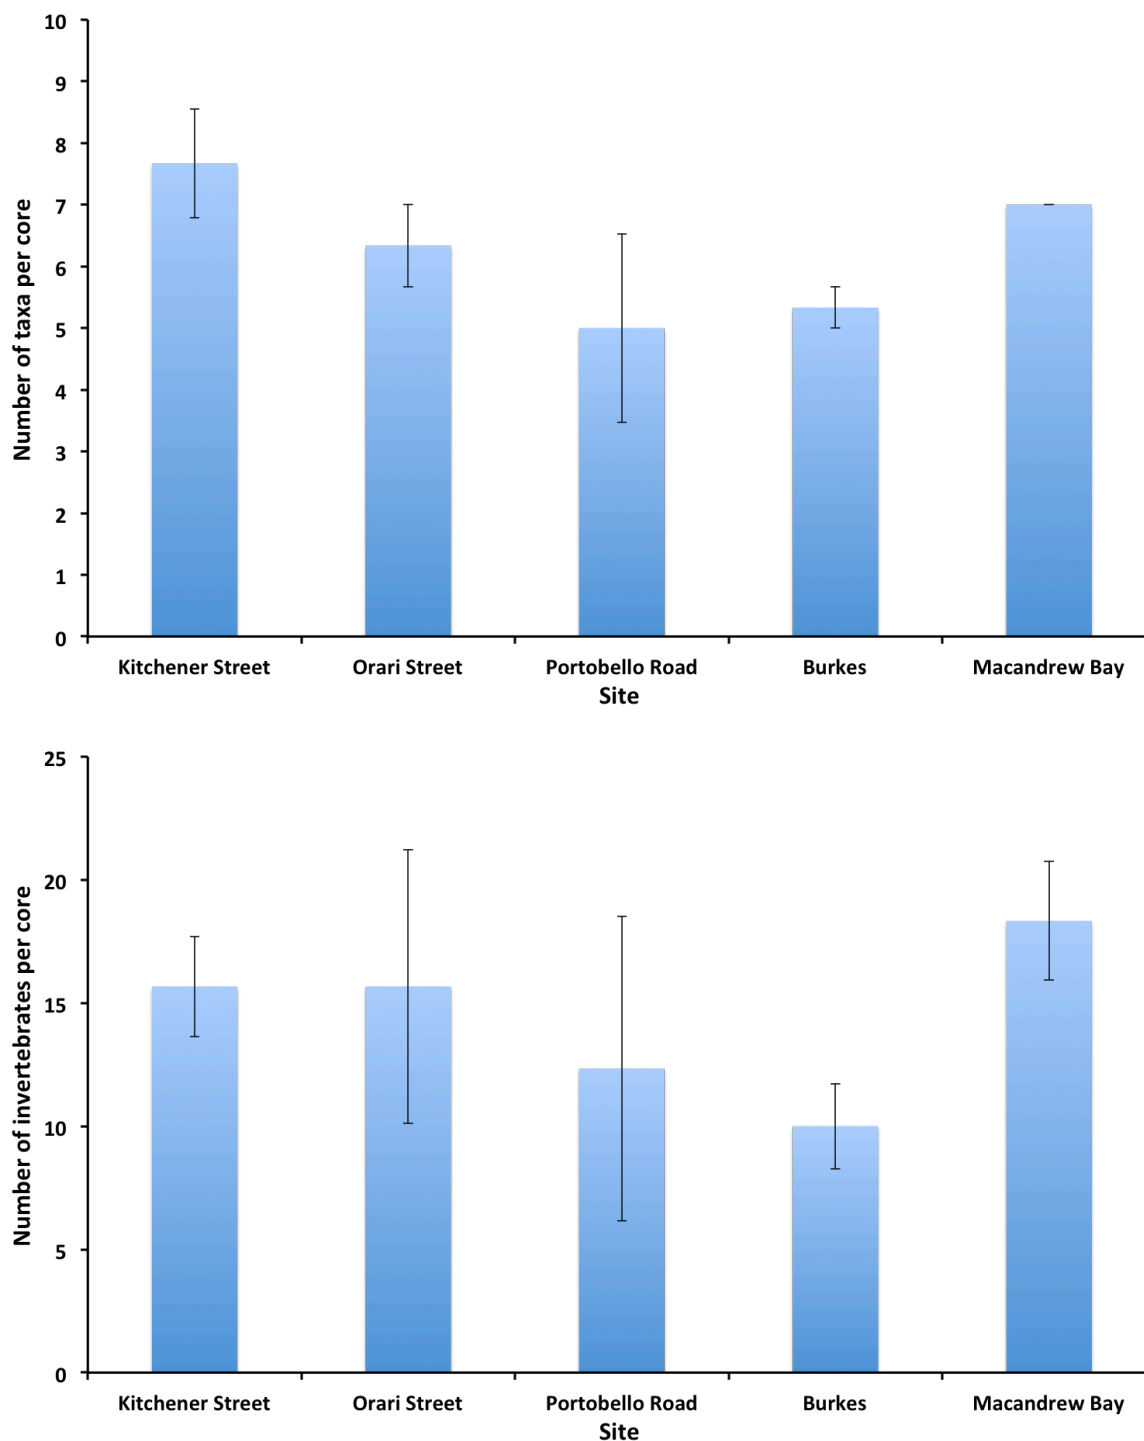 10
9
8
7
6
5
4
3
2
1
0
Number of taxa per core
Kitchener Street Orari Street Portobello Road Burkes Macandrew Bay
Site
25
20
15
10
5
0
Number of invertebrates per core
Kitchener Street Orari Street Portobello Road Burkes Macandrew Bay
Site